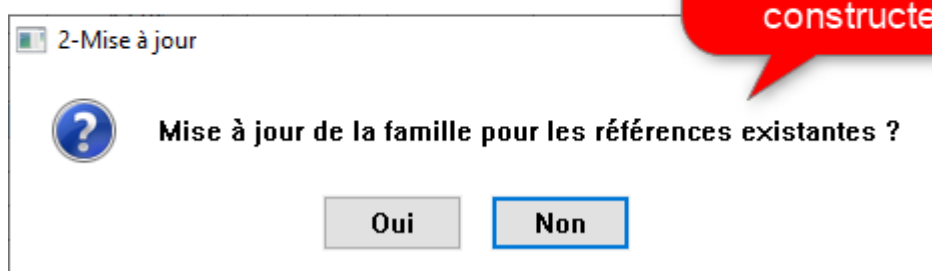 constructe
2-Mise à jour
Mise à jour de la famille pour les références existantes ?
Oui
Non